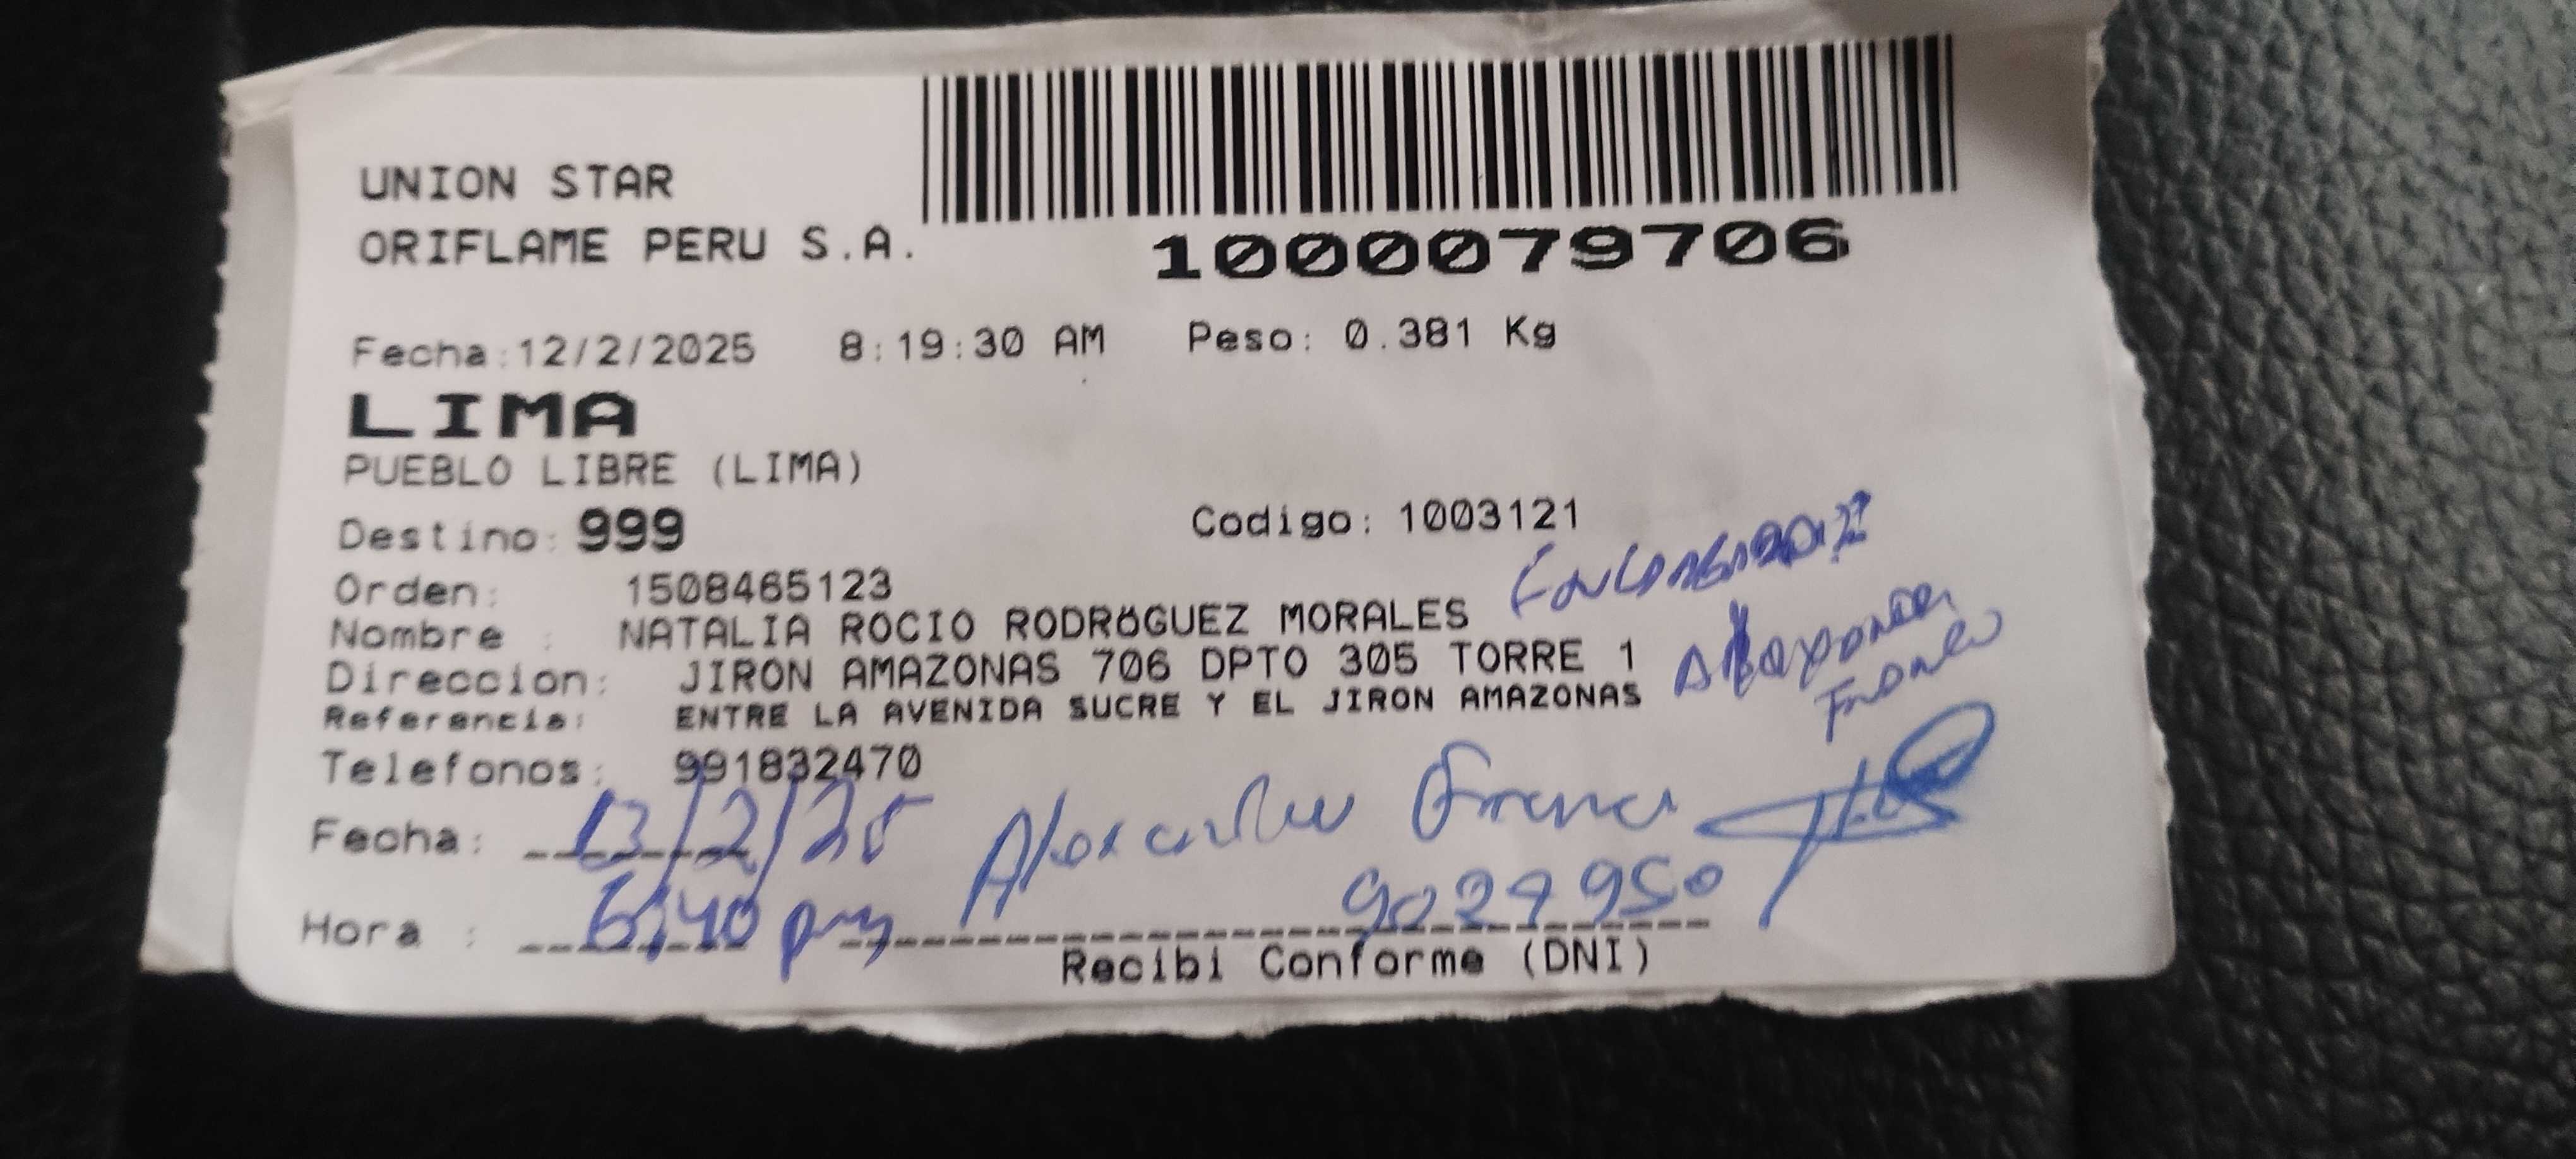 UNION STAR
ORIFLAME PERU S.A.
1000079706
Fecha:12/2/2025 8:19:30 AM Peso: 0.381 Kg
LIMA
PUEBLO LIBRE (LIMA)
Destino: 999 Codigo: 1003121
Orden: 1508465123
Nombre : NATALIA ROCIO RODRÖGUEZ MORALES
Direccion: JIRON AMAZONAS 706 DPTO 305 TORRE 1
Referencia: ENTRE LA AVENIDA SUCRE Y EL JIRON AMAZONAS
Telefonos: 991832470
Fecha: 13/2/25 Alexander
Hora : 6:40 pm
Recibi Conforme (DNI)